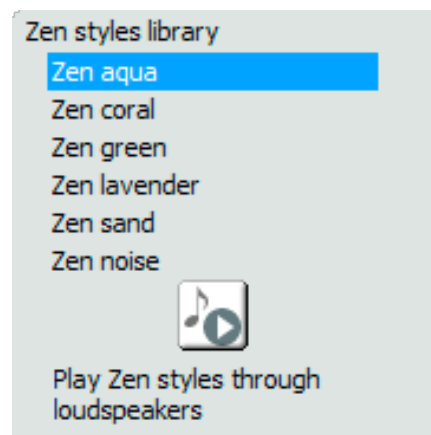 Zen styles library
Zen aqua
Zen coral
Zen green
Zen lavender
Zen sand
Zen noise
Play Zen styles through
loudspeakers